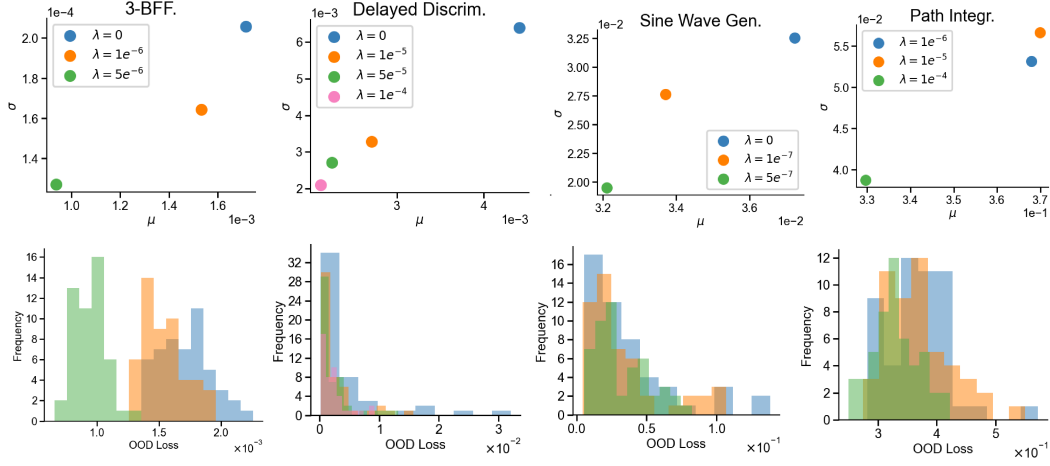 3-BFF.
1e−4
2.0
1.8
1.6
1.4
σ
λ = 0
λ = 1e⁻⁶
λ = 5e⁻⁶
1.0 1.2 1.4 1.6
μ
1e−3
Delayed Discrim.
1e−3
6
5
4
3
2
σ
λ = 0
λ = 1e⁻⁵
λ = 5e⁻⁵
λ = 1e⁻⁴
3 4
μ
1e−3
Sine Wave Gen.
1e−2
3.25
3.00
2.75
2.50
2.25
2.00
σ
λ = 0
λ = 1e⁻⁷
λ = 5e⁻⁷
3.2 3.4 3.6
μ
1e−2
Path Integr.
1e−2
5.5
5.0
4.5
4.0
σ
λ = 1e⁻⁶
λ = 1e⁻⁵
λ = 1e⁻⁴
3.3 3.4 3.5 3.6 3.7
μ
1e−1
16
14
12
10
8
6
4
2
0
Frequency
1.0 1.5 2.0
OOD Loss
×10⁻³
32
28
24
20
16
12
8
4
0
Frequency
0 1 2 3
OOD Loss
×10⁻²
16
14
12
10
8
6
4
2
0
Frequency
0.0 0.5 1.0
OOD Loss
×10⁻¹
12
10
8
6
4
2
0
Frequency
3 4 5
OOD Loss
×10⁻¹